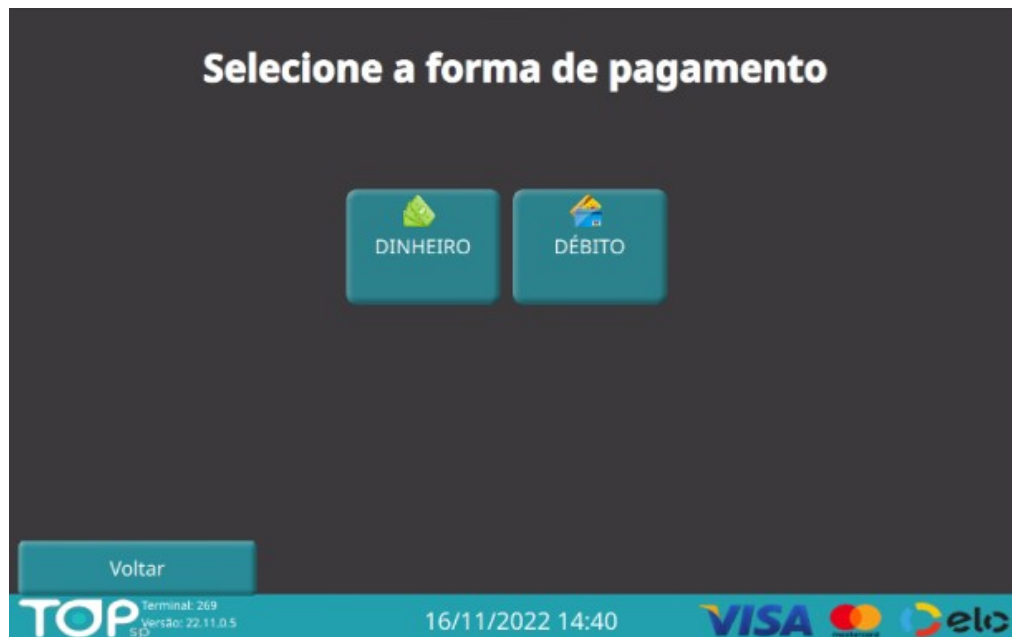 Selecione a forma de pagamento
DINHEIRO
DÉBITO
Voltar
TOP
sp
Terminal: 269
Versão: 22.11.0.5
16/11/2022 14:40
VISA
elo